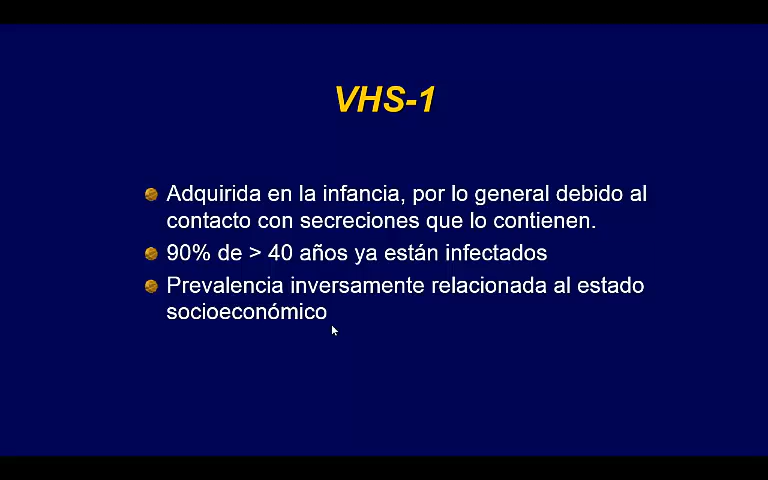 VHS-1
Adquirida en la infancia, por lo general debido al
contacto con secreciones que lo contienen.
90% de > 40 años ya están infectados
Prevalencia inversamente relacionada al estado
socioeconómico